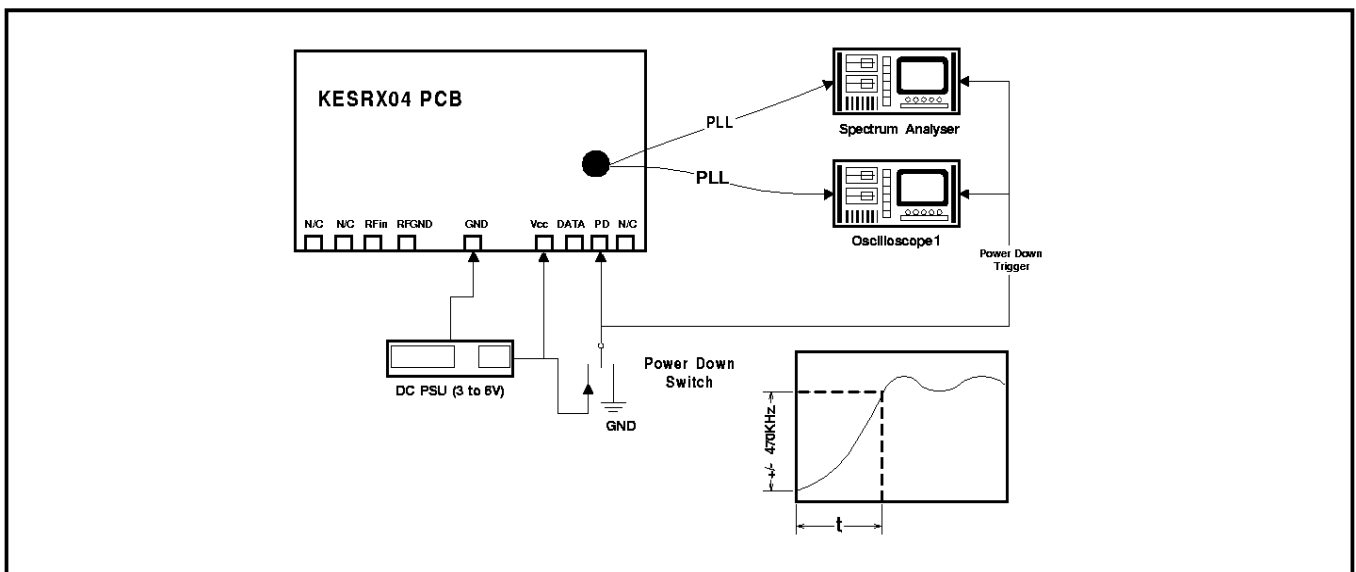 KESRX04 PCB
PLL
Spectrum Analyser
PLL
N/C N/C RFin RFGND GND Vcc DATA PD N/C
Oscilloscope1
Power Down
Trigger
DC PSU (3 to 6V)
Power Down
Switch
GND
+/- 470KHz
t